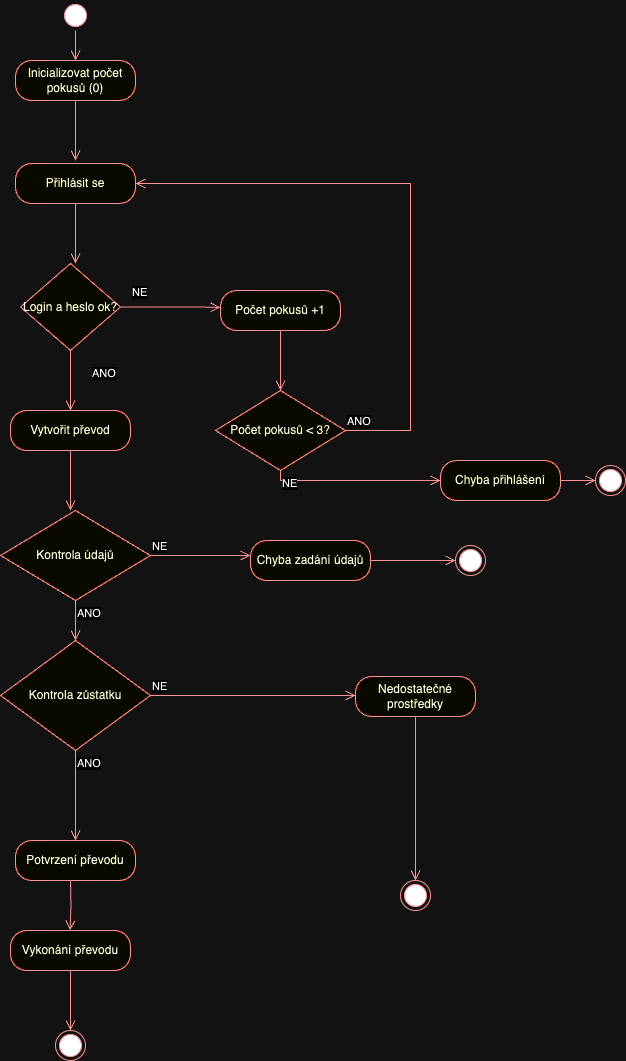 Inicializovat počet
pokusů (0)
Přihlásit se
Login a heslo ok?
NE
Počet pokusů +1
ANO
Počet pokusů < 3?
ANO
NE
Chyba přihlášení
Vytvořit převod
Kontrola údajů
NE
Chyba zadání údajů
ANO
Kontrola zůstatku
NE
Nedostatečné
prostředky
ANO
Potvrzení převodu
Vykonání převodu